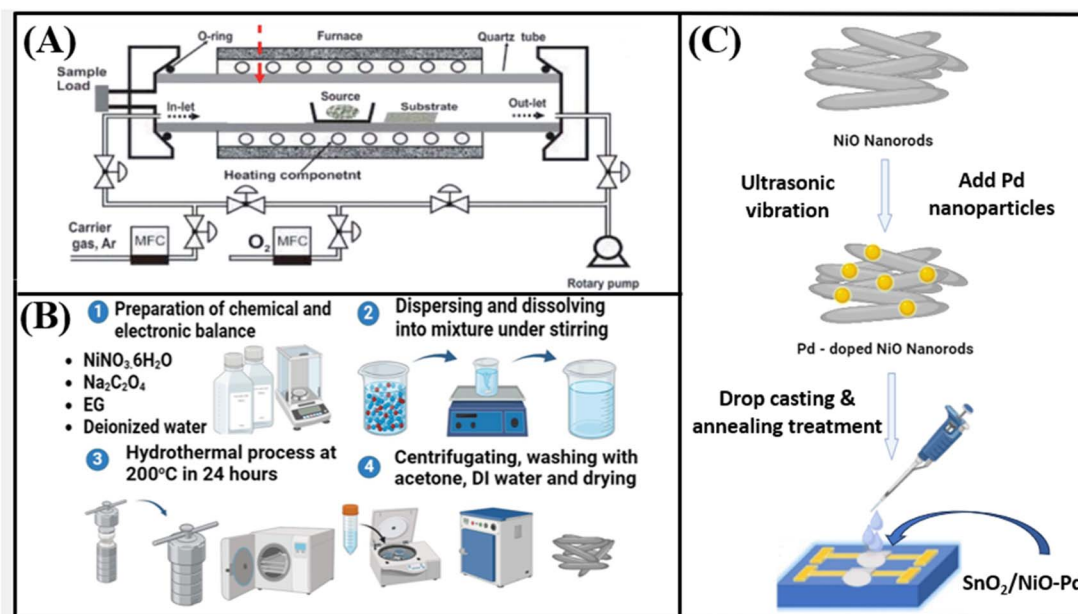 (A)
O-ring
Furnace
Quartz tube
Sample
Load
In-let
Source
Substrate
Out-let
Heating componetnt
Carrier
gas, Ar
MFC
O₂
MFC
Rotary pump
(B)
1 Preparation of chemical and
electronic balance
• NiNO₃.6H₂O
• Na₂C₂O₄
• EG
• Deionized water
2 Dispersing and dissolving
into mixture under stirring
3 Hydrothermal process at
200°C in 24 hours
4 Centrifugating, washing with
acetone, DI water and drying
(C)
NiO Nanorods
Ultrasonic
vibration
Add Pd
nanoparticles
Pd - doped NiO Nanorods
Drop casting &
annealing treatment
SnO₂/NiO-Pd